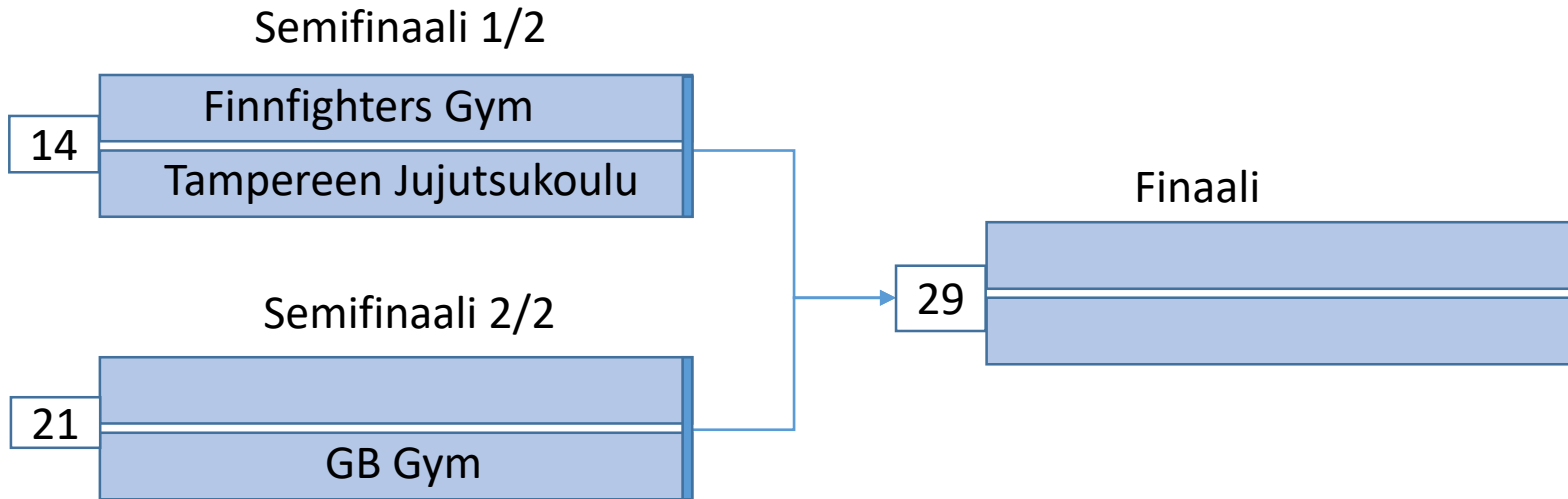 Semifinaali 1/2
Finnfighters Gym
14
Tampereen Jujutsukoulu
Finaali
29
Semifinaali 2/2
21
GB Gym